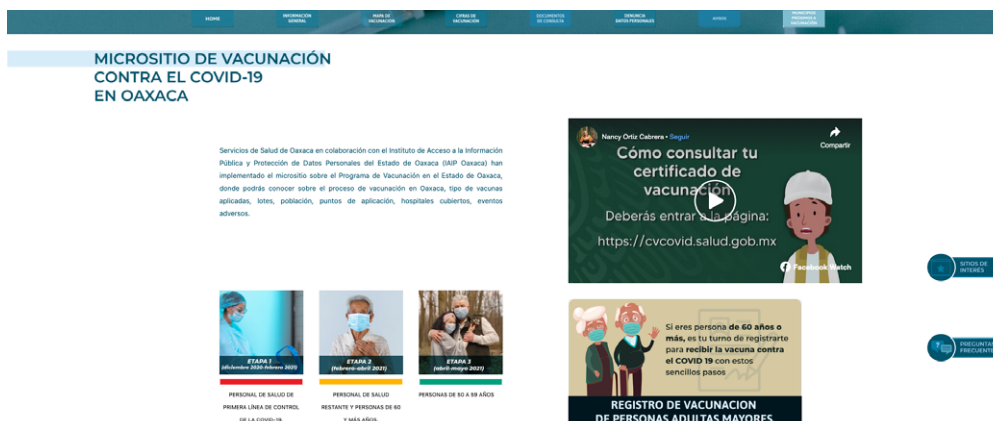 HOME
INFORMACIÓN
GENERAL
MAPA DE
VACUNACIÓN
CIFRAS DE
VACUNACIÓN
DOCUMENTOS
DE CONSULTA
DENUNCIA
DATOS PERSONALES
MICROSITIO DE VACUNACIÓN
CONTRA EL COVID-19
EN OAXACA
Servicios de Salud de Oaxaca en colaboración con el Instituto de Acceso a la Información
Pública y Protección de Datos Personales del Estado de Oaxaca (IAIP Oaxaca) han
implementado el micrositio sobre el Programa de Vacunación en el Estado de Oaxaca,
donde podrás conocer sobre el proceso de vacunación en Oaxaca, tipo de vacunas
aplicadas, lotes, población, puntos de aplicación, hospitales cubiertos, eventos
adversos.
Nancy Ortiz Cabrera • Seguir
Compartir
Cómo consultar tu
certificado de
vacunación
Deberás entrar a la página:
https://cvcovid.salud.gob.mx
Facebook Watch
SITIOS DE
INTERÉS
PREGUNTAS
FRECUENTE
ETAPA 1
(diciembre 2020-febrero 2021)
PERSONAL DE SALUD DE
PRIMERA LÍNEA DE CONTROL
DE LA COVID-19
ETAPA 2
(febrero-abril 2021)
PERSONAL DE SALUD
RESTANTE Y PERSONAS DE 60
Y MÁS AÑOS
ETAPA 3
(abril-mayo 2021)
PERSONAS DE 50 A 59 AÑOS
Si eres persona de 60 años o
más, es tu turno de registrarte
para recibir la vacuna contra
el COVID 19 con estos
sencillos pasos
REGISTRO DE VACUNACION
DE PERSONAS ADULTAS MAYORES